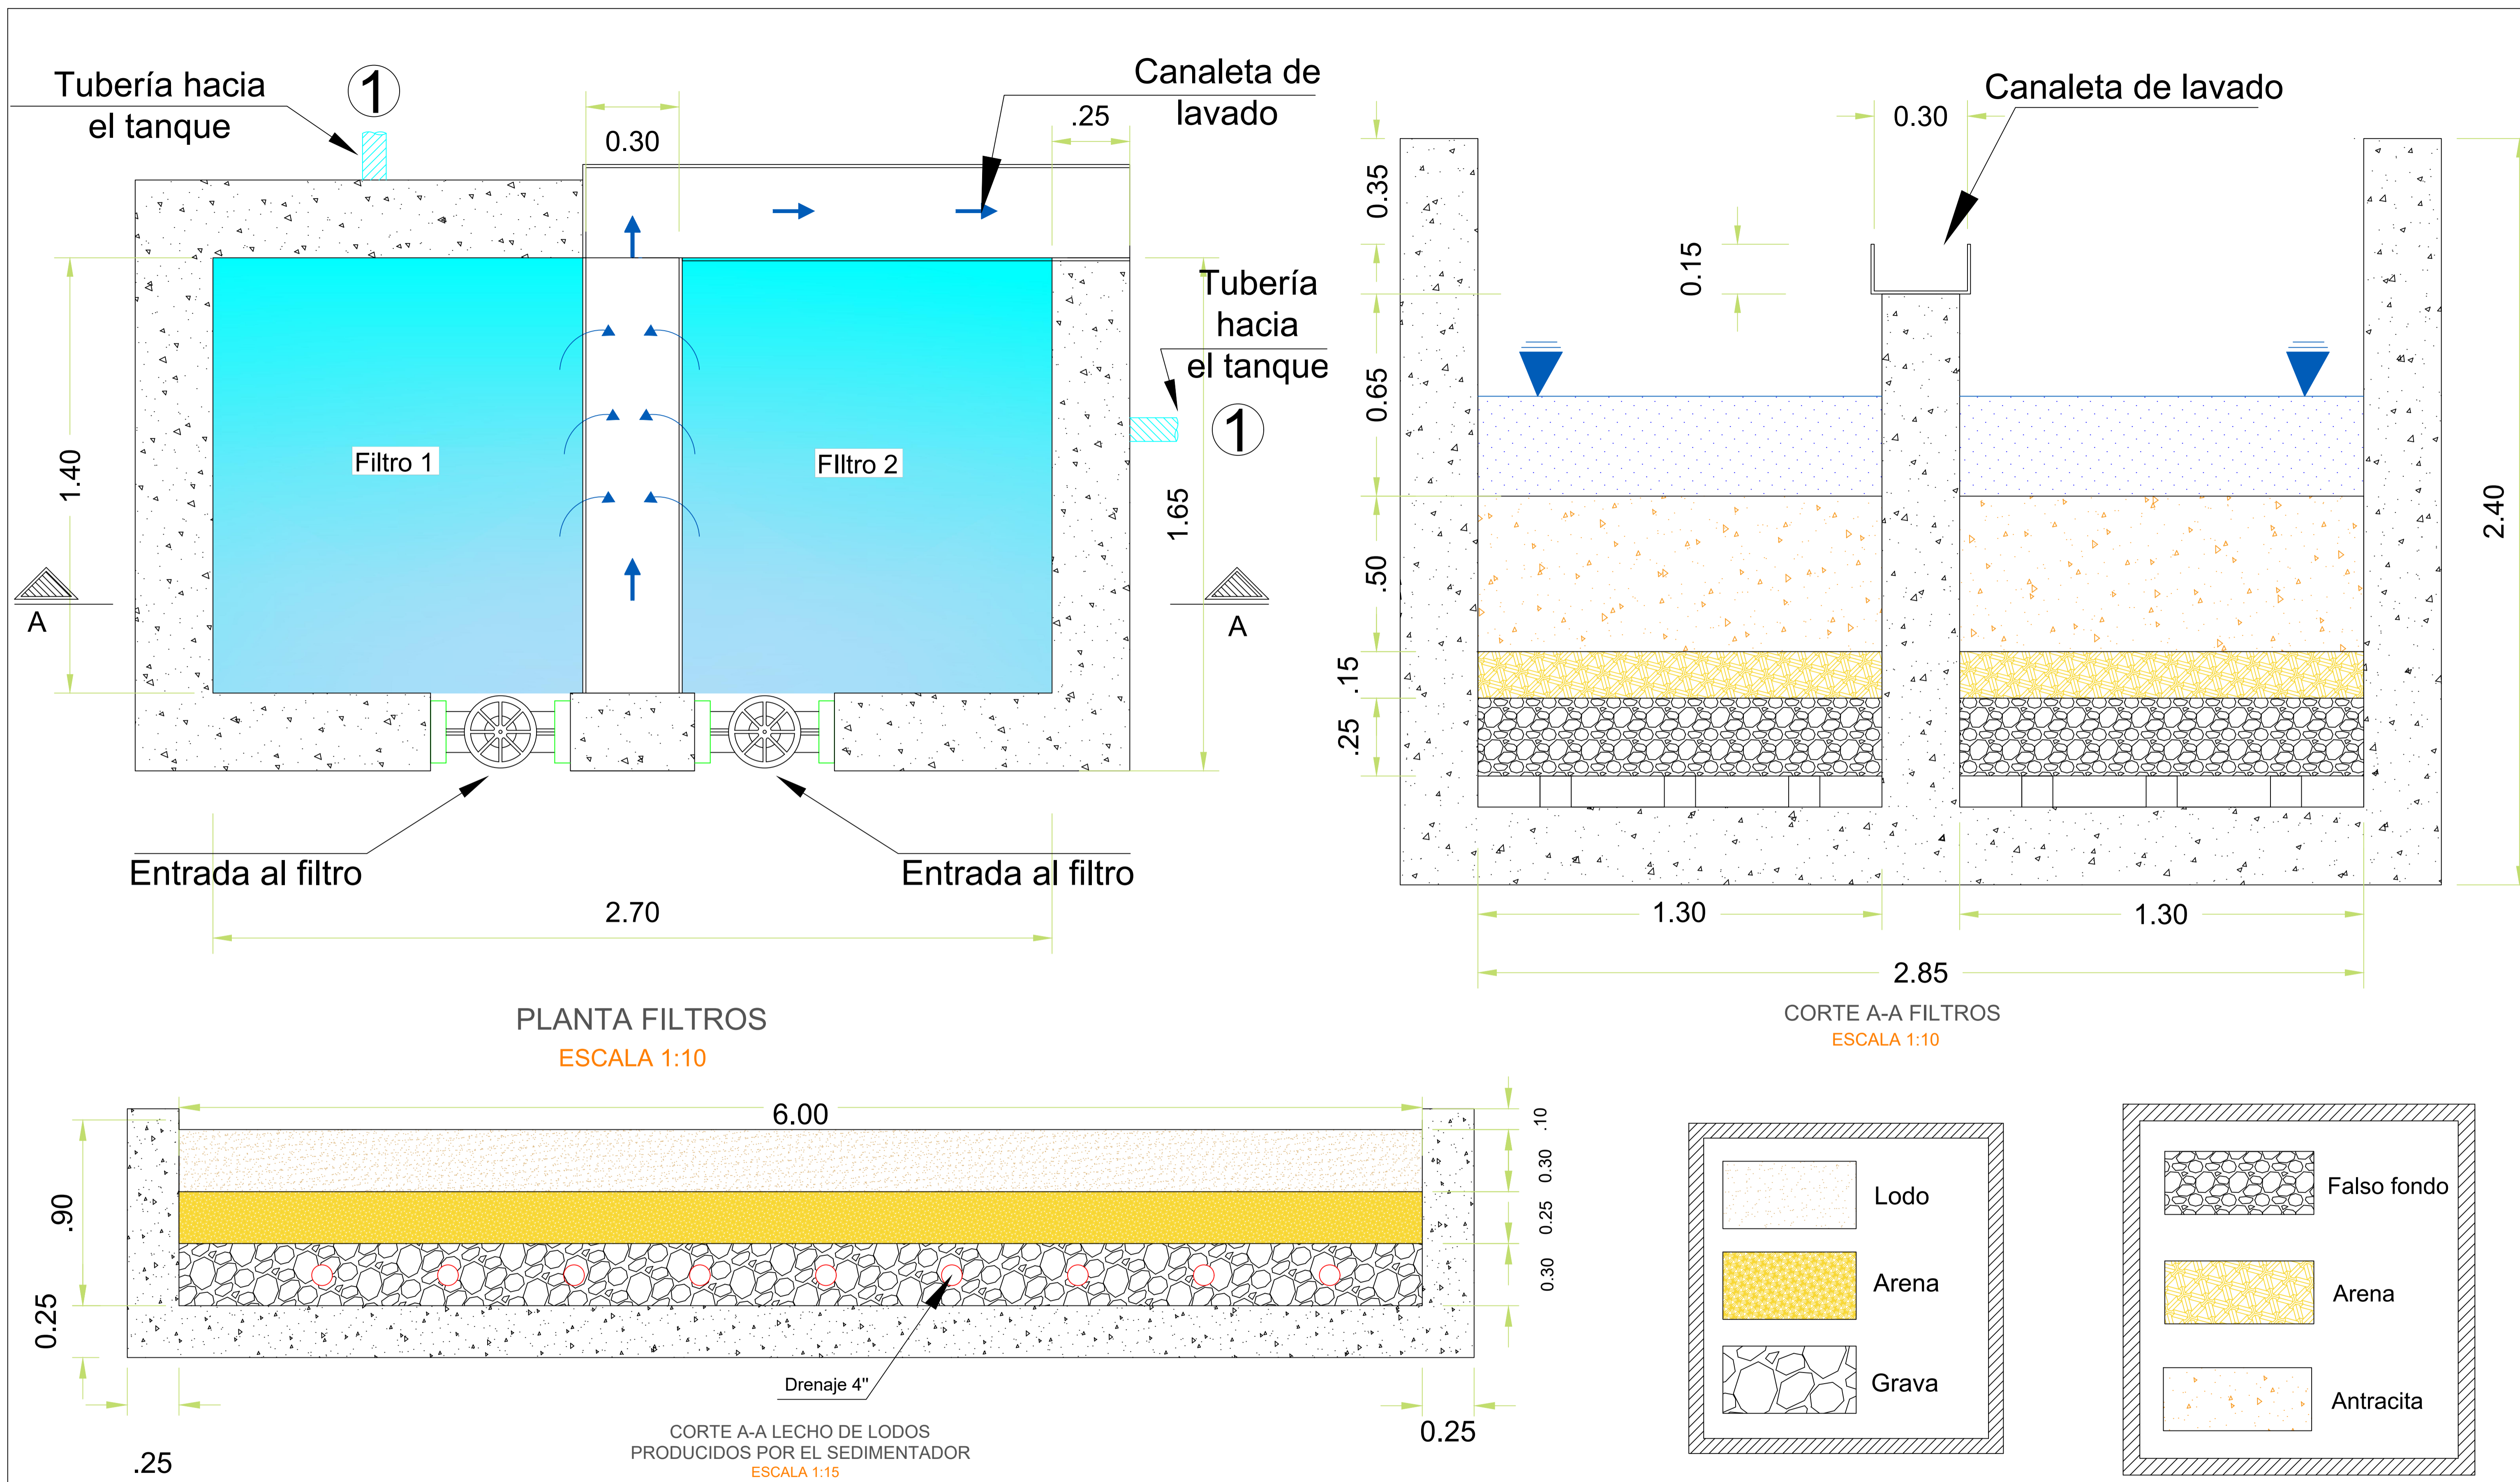 Tubería hacia
el tanque
1
0.30
Canaleta de
lavado
.25
1.40
Filtro 1
FIltro 2
Tubería
hacia
el tanque
1
1.65
A
A
Entrada al filtro
Entrada al filtro
2.70
PLANTA FILTROS
ESCALA 1:10
Canaleta de lavado
0.30
0.35
0.15
0.65
.50
.15
.25
2.40
1.30
1.30
2.85
CORTE A-A FILTROS
ESCALA 1:10
6.00
.90
0.25
.25
.10
0.30
0.25
0.30
0.25
Drenaje 4"
CORTE A-A LECHO DE LODOS
PRODUCIDOS POR EL SEDIMENTADOR
ESCALA 1:15
Lodo
Arena
Grava
Falso fondo
Arena
Antracita